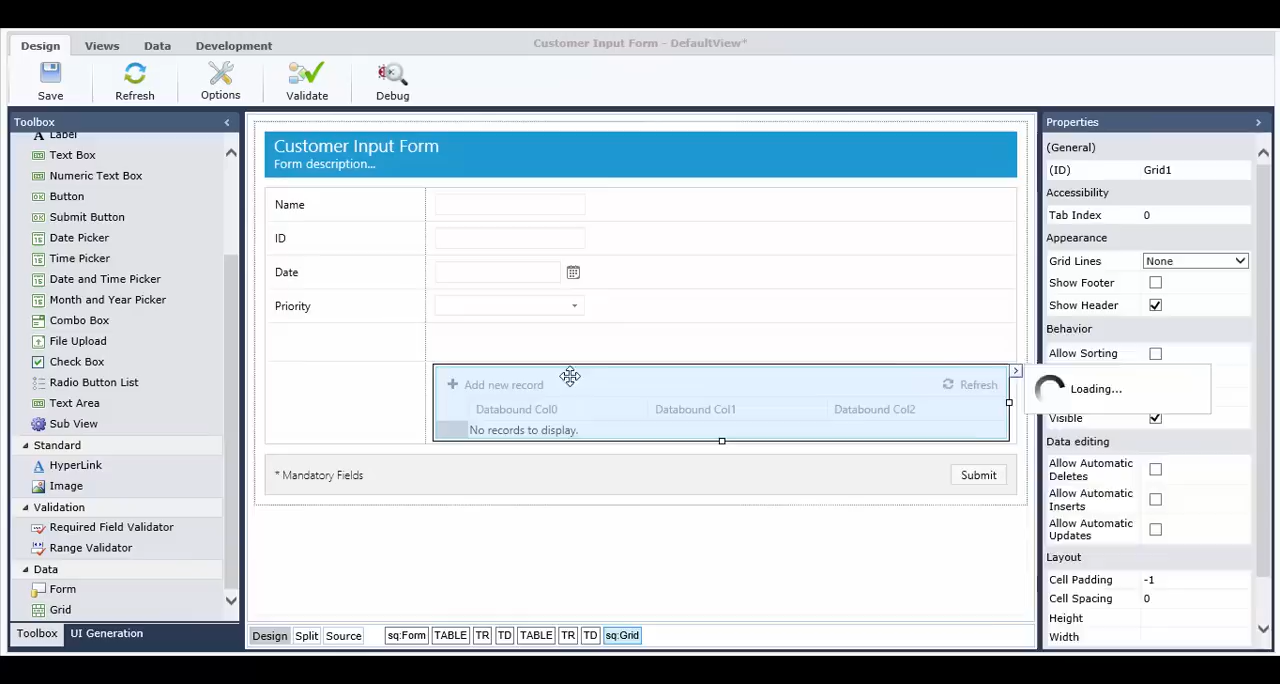 Design Views Data Development
Customer Input Form – DefaultView*
Save Refresh Options Validate Debug
Toolbox
Label
Text Box
Numeric Text Box
Button
Submit Button
Date Picker
Time Picker
Date and Time Picker
Month and Year Picker
Combo Box
File Upload
Check Box
Radio Button List
Text Area
Sub View
Standard
HyperLink
Image
Validation
Required Field Validator
Range Validator
Data
Form
Grid
Toolbox UI Generation
Customer Input Form
Form description...
Name
ID
Date
Priority
Add new record Refresh
Databound Col0 Databound Col1 Databound Col2
No records to display.
* Mandatory Fields Submit
Design Split Source sq:Form TABLE TR TD TABLE TR TD sq:Grid
Properties
(General)
(ID) Grid1
Accessibility
Tab Index 0
Appearance
Grid Lines None
Show Footer
Show Header
Behavior
Allow Sorting
Loading...
Visible
Data editing
Allow Automatic
Deletes
Allow Automatic
Inserts
Allow Automatic
Updates
Layout
Cell Padding -1
Cell Spacing 0
Height
Width